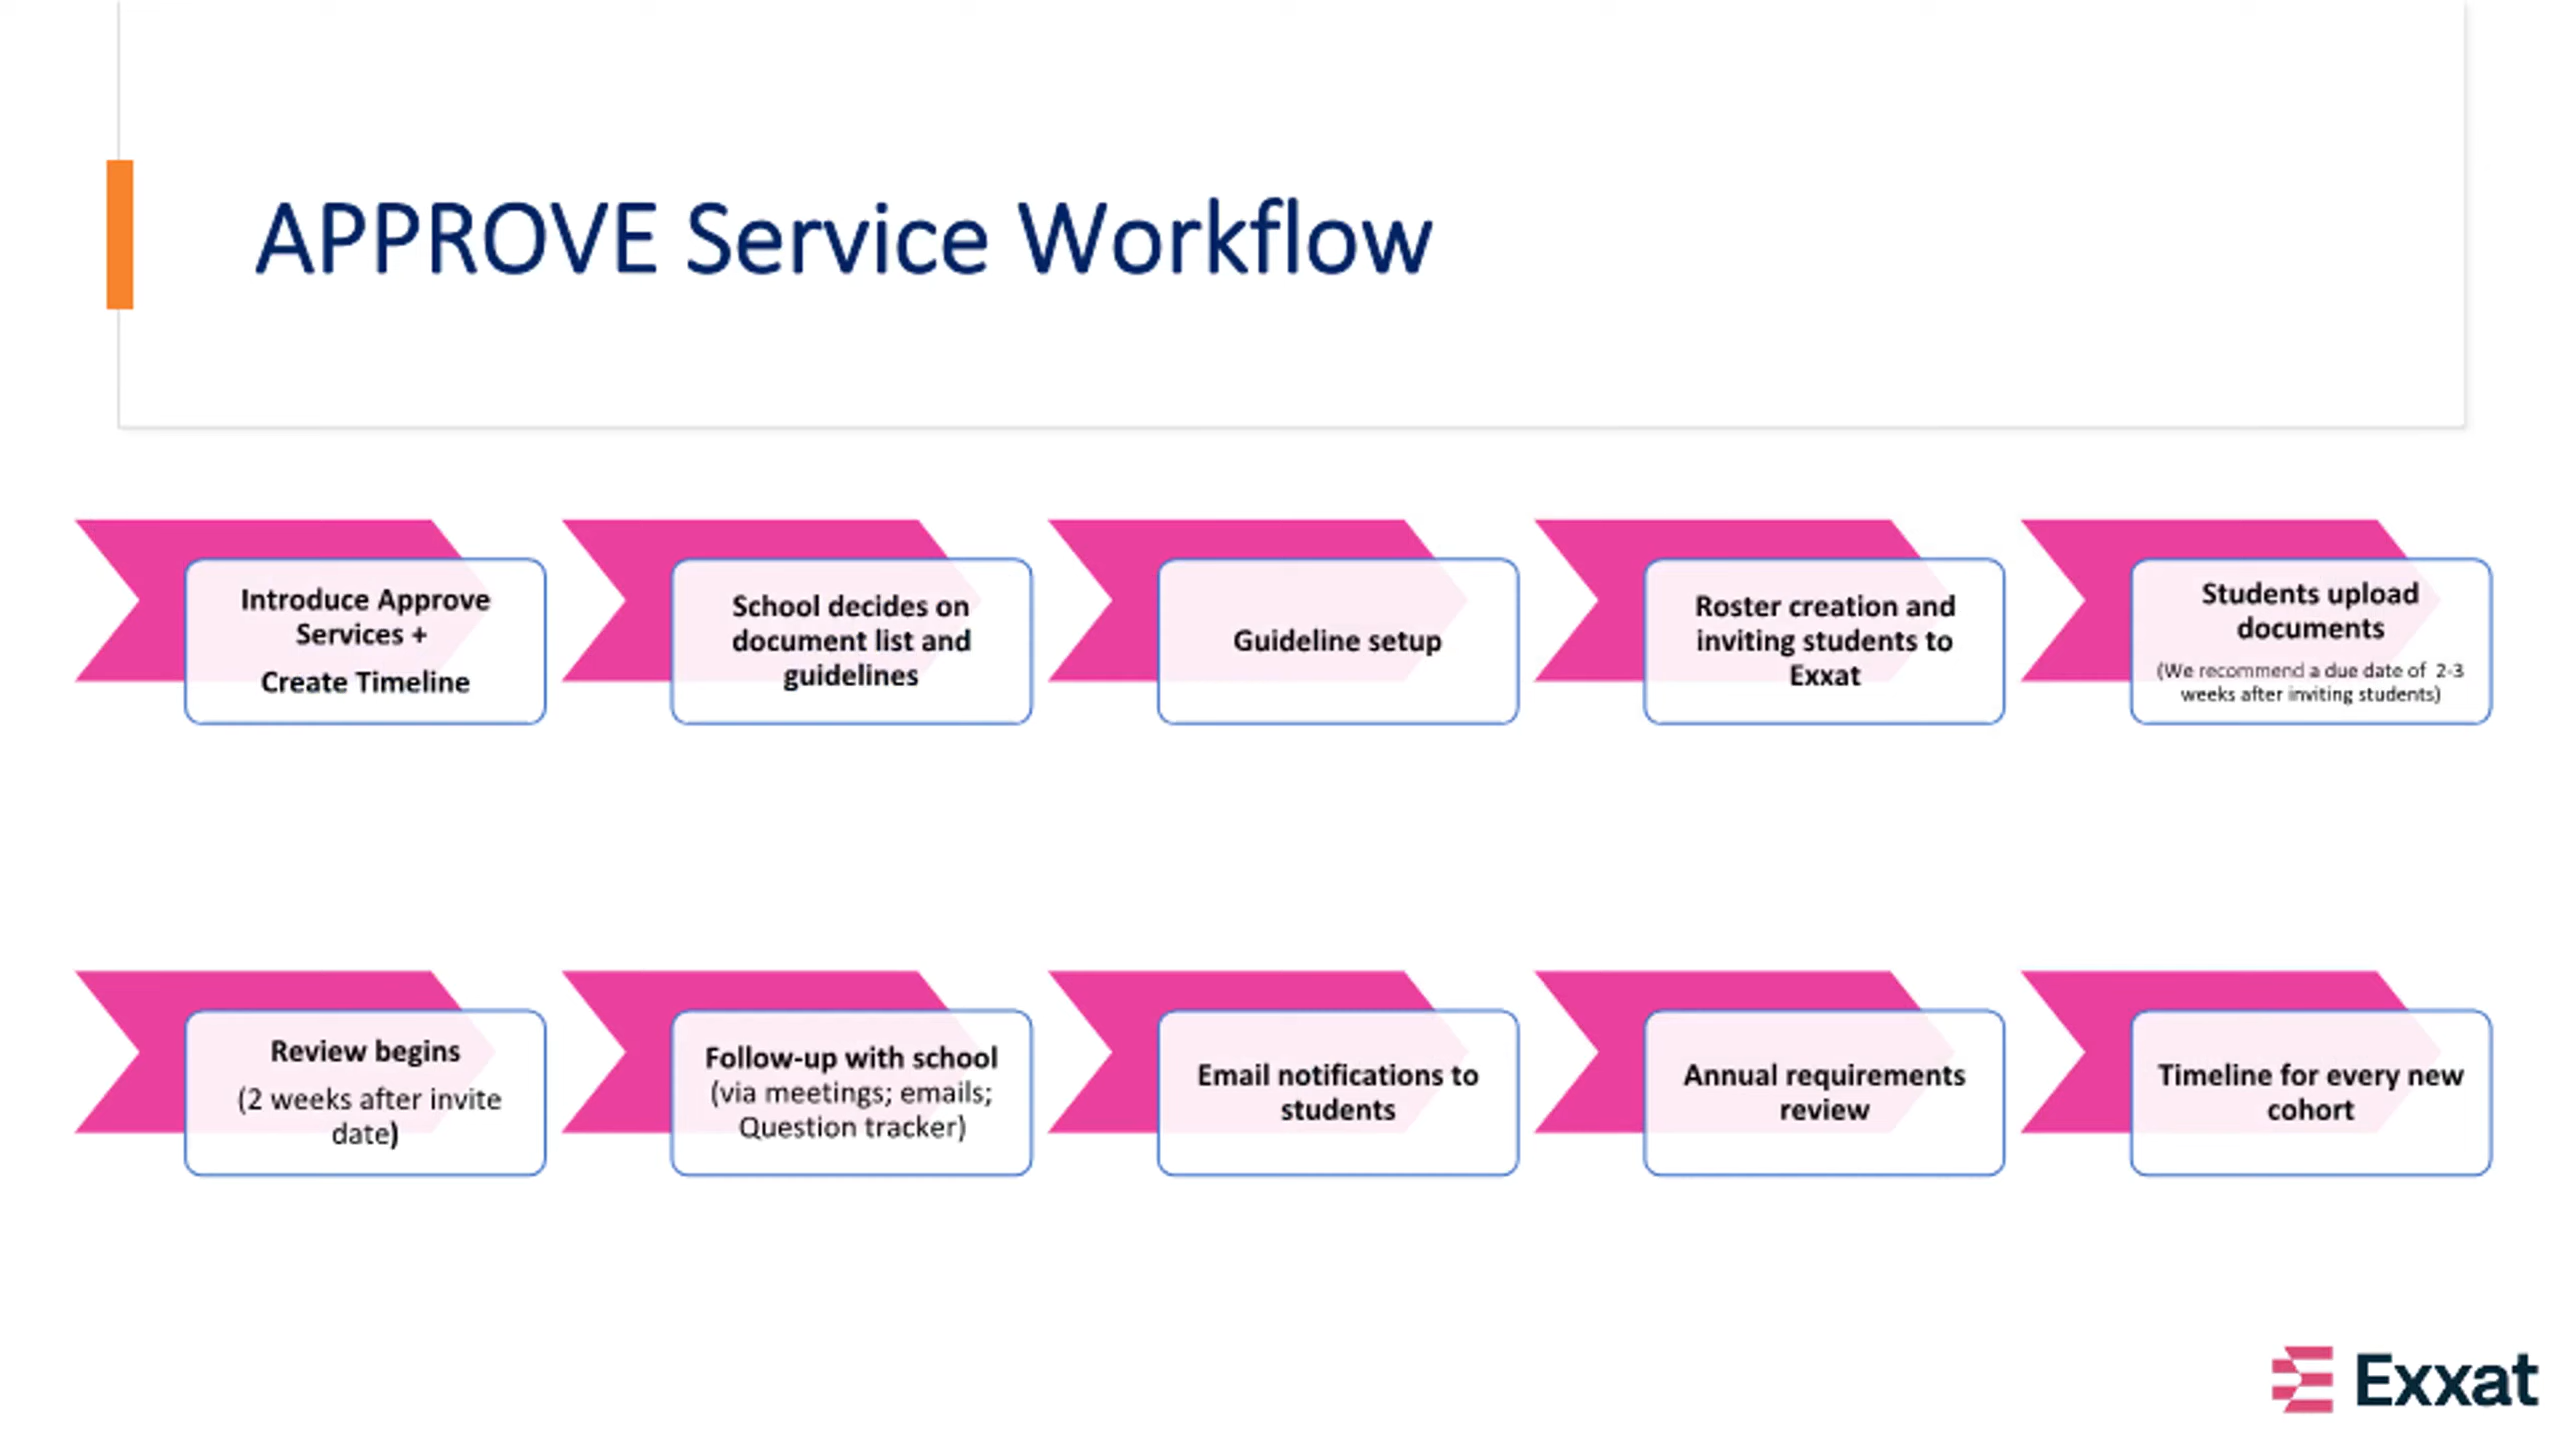 APPROVE Service Workflow
Introduce Approve
Services +
Create Timeline
School decides on
document list and
guidelines
Guideline setup
Roster creation and
inviting students to
Exxat
Students upload
documents
(We recommend a due date of 2-3
weeks after inviting students)
Review begins
(2 weeks after invite
date)
Follow-up with school
(via meetings; emails;
Question tracker)
Email notifications to
students
Annual requirements
review
Timeline for every new
cohort
Exxat